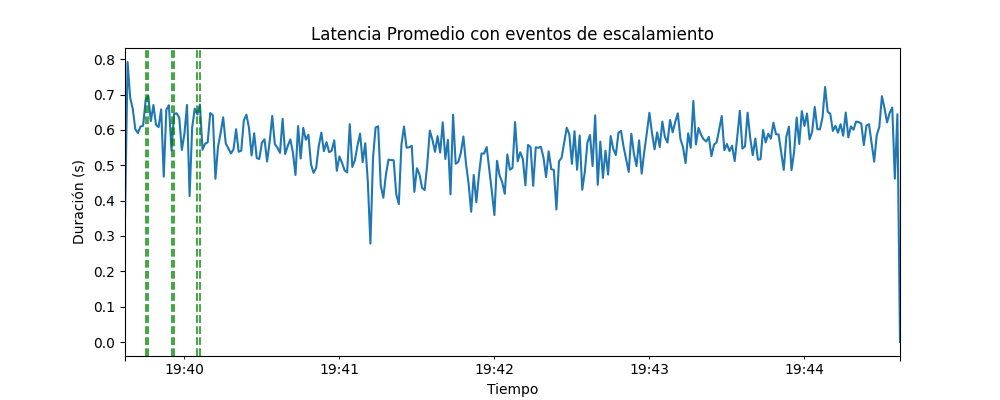 Latencia Promedio con eventos de escalamiento
Duración (s)
0.8
0.7
0.6
0.5
0.4
0.3
0.2
0.1
0.0
19:40 19:41 19:42 19:43 19:44
Tiempo